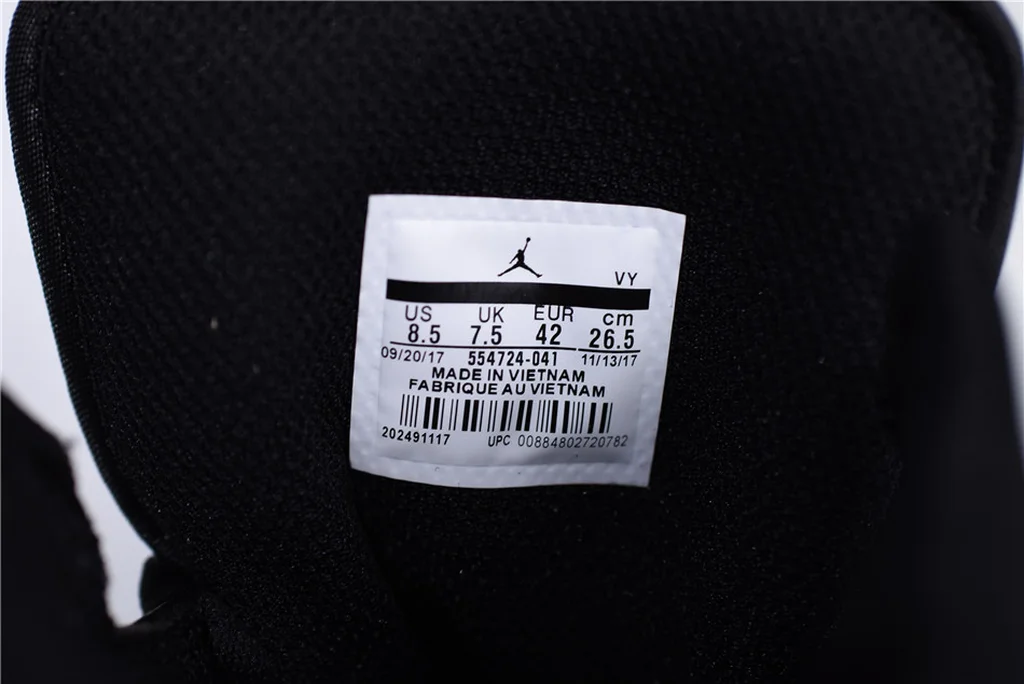 VY
US UK EUR cm
8.5 7.5 42 26.5
09/20/17 554724-041 11/13/17
MADE IN VIETNAM
FABRIQUE AU VIETNAM
202491117 UPC 00884802720782